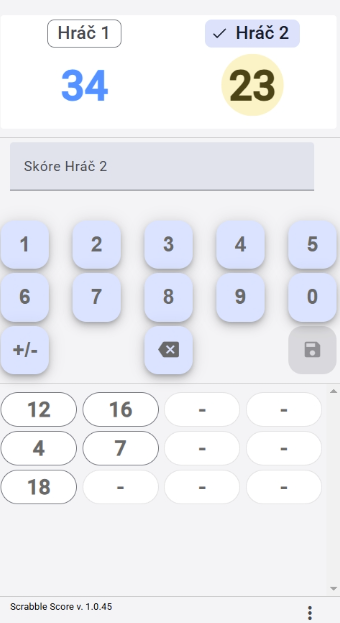 Hráč 1 Hráč 2
34 23
Skóre Hráč 2
1 2 3 4 5
6 7 8 9 0
+/-
12 16 - -
4 7 - -
18 - - -
Scrabble Score v. 1.0.45